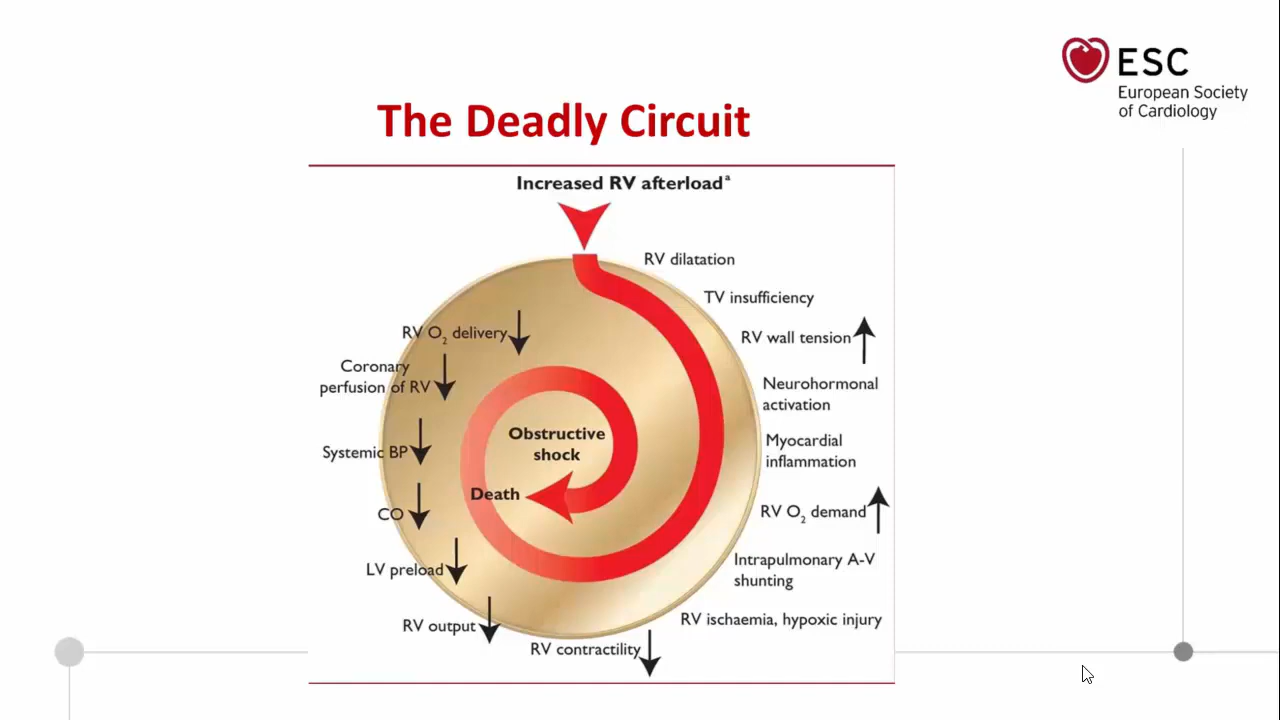 ESC
European Society
of Cardiology
The Deadly Circuit
Increased RV afterloadª
RV dilatation
TV insufficiency
RV wall tension
Neurohormonal
activation
Myocardial
inflammation
RV O₂ demand
Intrapulmonary A-V
shunting
RV ischaemia, hypoxic injury
RV contractility
RV output
LV preload
CO
Systemic BP
Coronary
perfusion of RV
RV O₂ delivery
Obstructive
shock
Death